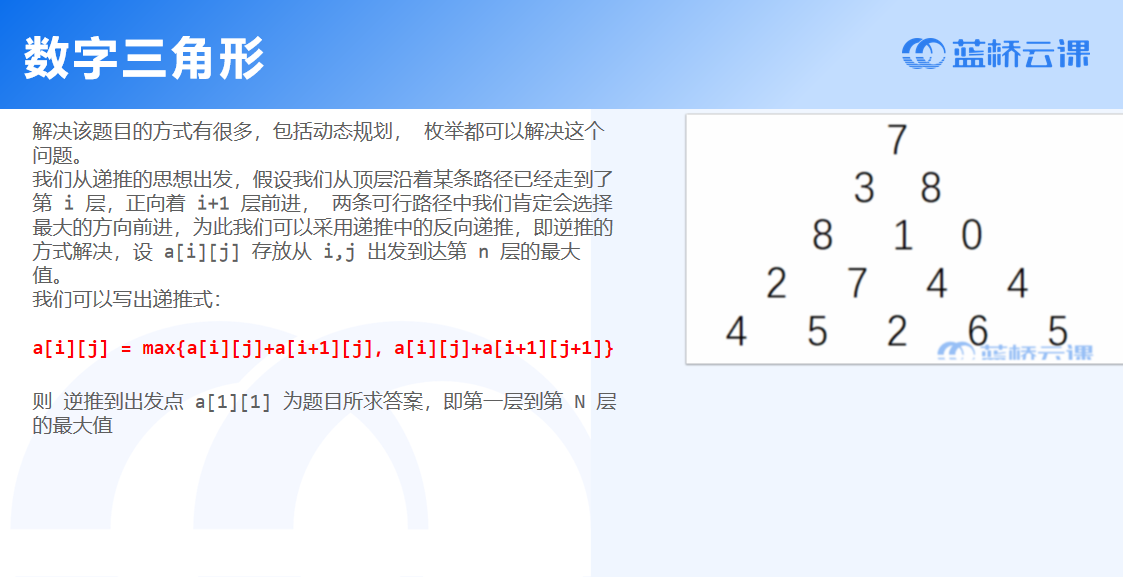 数字三角形
蓝桥云课
解决该题目的方式有很多，包括动态规划， 枚举都可以解决这个
问题。
我们从递推的思想出发，假设我们从顶层沿着某条路径已经走到了
第 i 层，正向着 i+1 层前进， 两条可行路径中我们肯定会选择
最大的方向前进，为此我们可以采用递推中的反向递推，即逆推的
方式解决，设 a[i][j] 存放从 i,j 出发到达第 n 层的最大
值。
我们可以写出递推式：
a[i][j] = max{a[i][j]+a[i+1][j], a[i][j]+a[i+1][j+1]}
则 逆推到出发点 a[1][1] 为题目所求答案，即第一层到第 N 层
的最大值
7
3 8
8 1 0
2 7 4 4
4 5 2 6 5
蓝桥云课